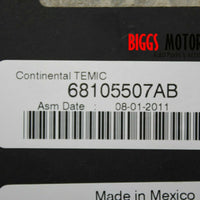 BIGGS MOTOR
Continental TEMIC
68105507AB
Asm Date : 08-01-2011
Made in Mexico